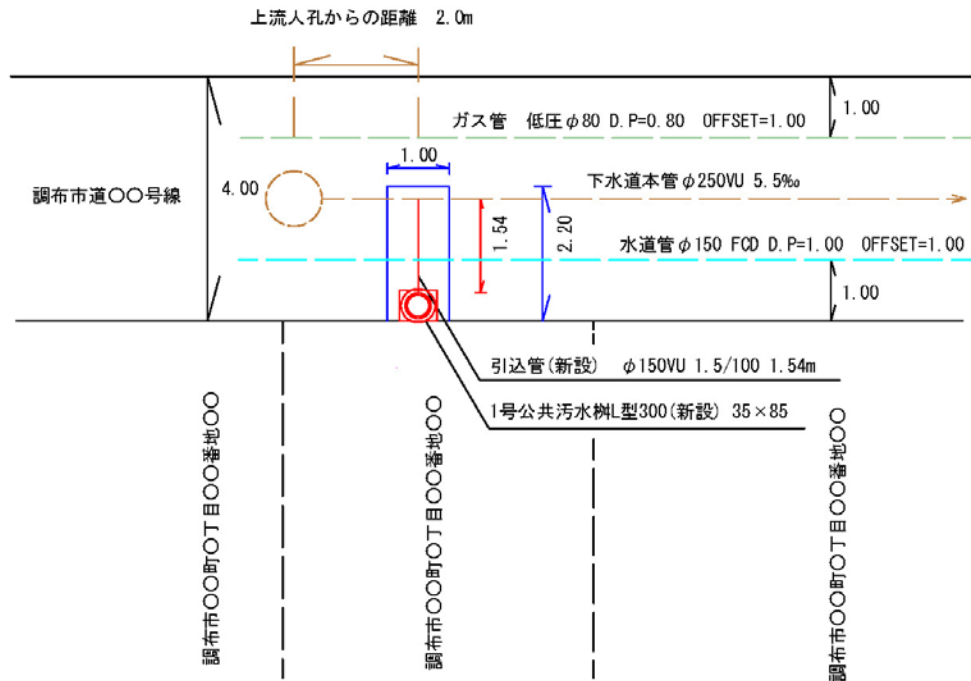 上流人孔からの距離 2.0m
1.00
ガス管 低圧φ80 D.P=0.80 OFFSET=1.00
1.00
調布市道〇〇号線
4.00
下水道本管φ250VU 5.5‰
1.54
2.20
水道管φ150 FCD D.P=1.00 OFFSET=1.00
1.00
引込管(新設) φ150VU 1.5/100 1.54m
1号公共汚水桝L型300(新設) 35×85
調布市〇〇町〇丁目〇〇番地〇〇
調布市〇〇町〇丁目〇〇番地〇〇
調布市〇〇町〇丁目〇〇番地〇〇